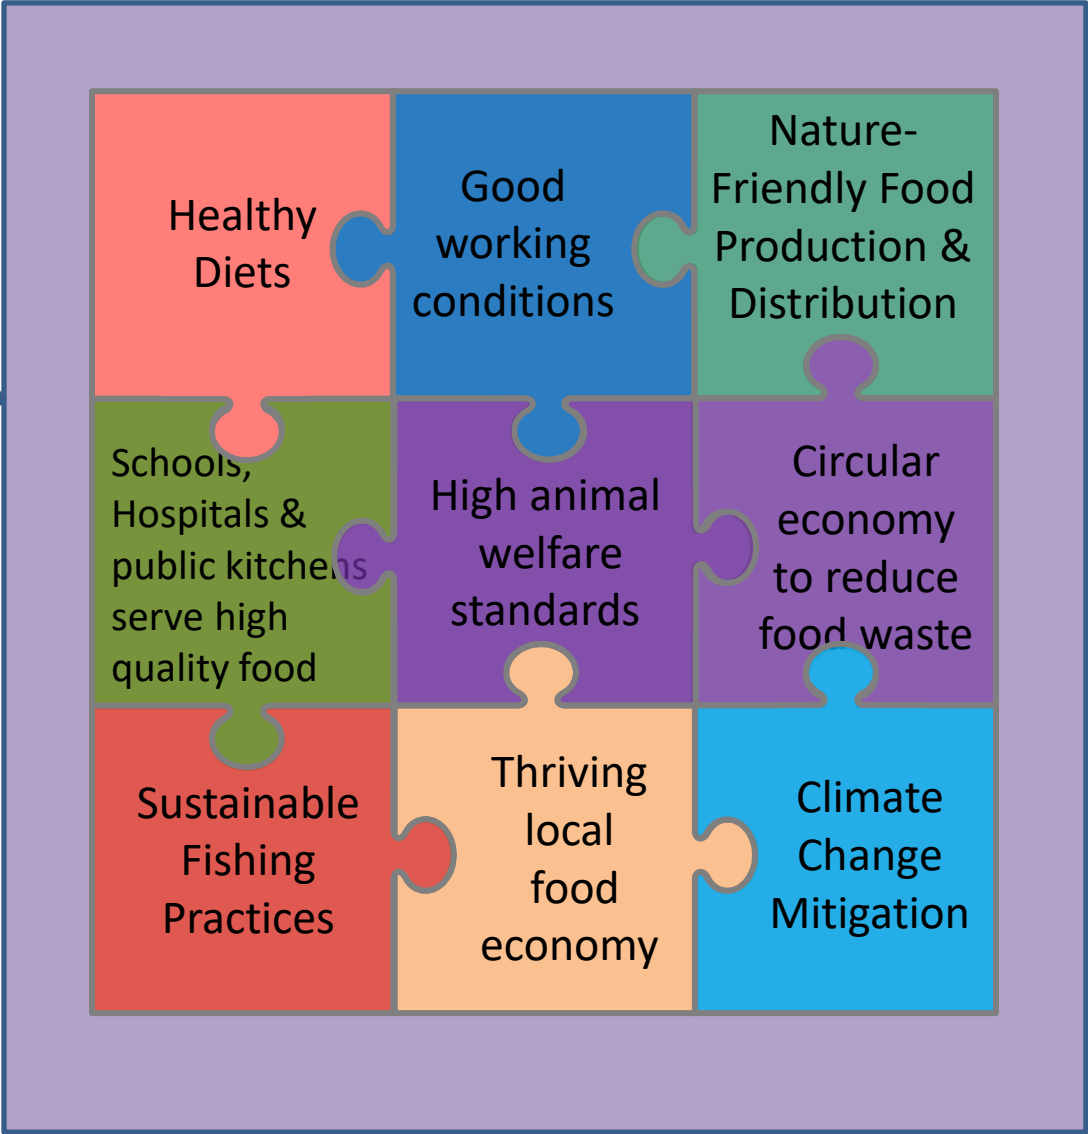 Healthy
Diets
Good
working
conditions
Nature-
Friendly Food
Production &
Distribution
Schools,
Hospitals &
public kitchens
serve high
quality food
High animal
welfare
standards
Circular
economy
to reduce
food waste
Sustainable
Fishing
Practices
Thriving
local
food
economy
Climate
Change
Mitigation